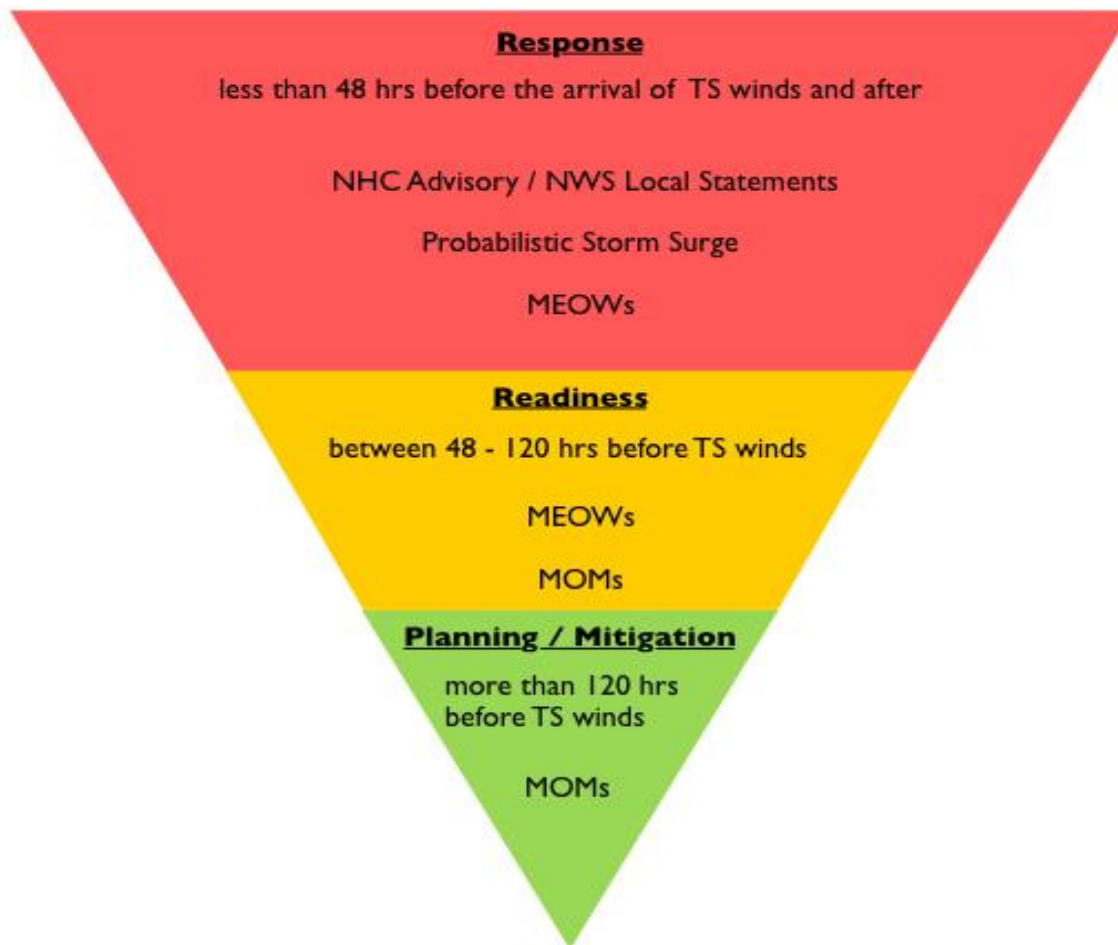 Response
less than 48 hrs before the arrival of TS winds and after
NHC Advisory / NWS Local Statements
Probabilistic Storm Surge
MEOWs
Readiness
between 48 - 120 hrs before TS winds
MEOWs
MOMs
Planning / Mitigation
more than 120 hrs
before TS winds
MOMs